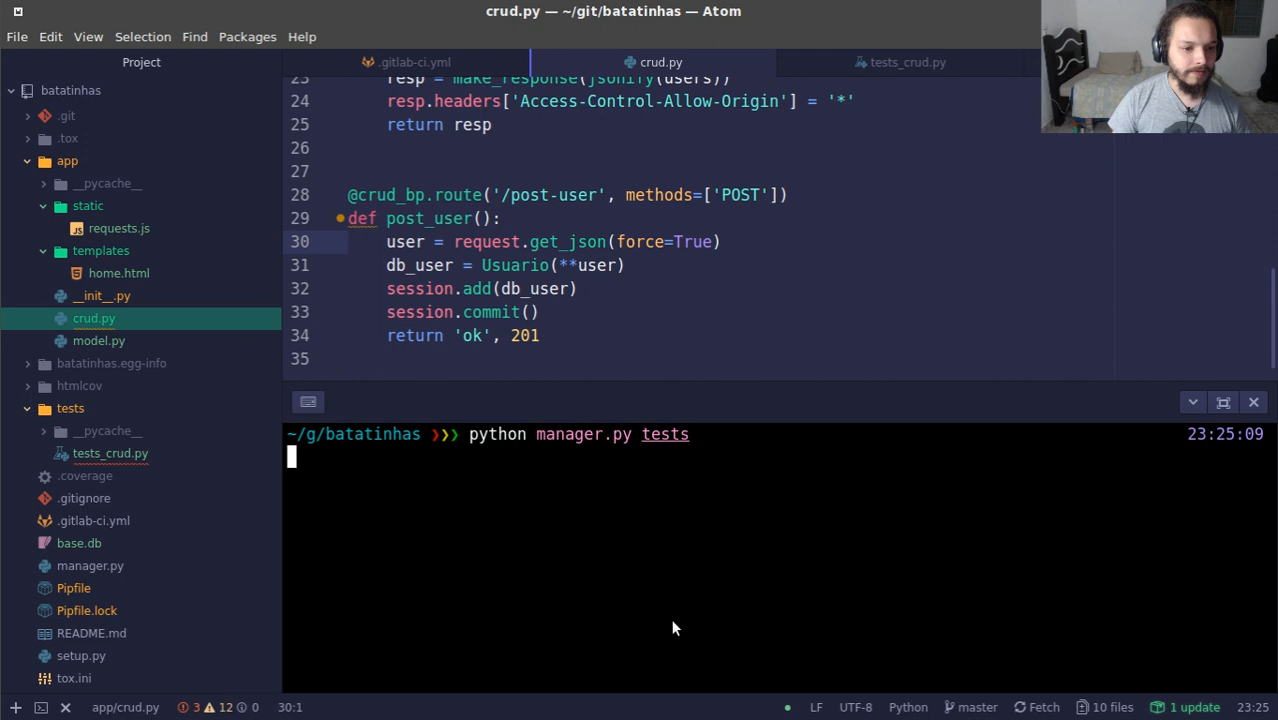 crud.py — ~/git/batatinhas — Atom
File Edit View Selection Find Packages Help
Project
.gitlab-ci.yml
crud.py
tests_crud.py
batatinhas
.git
.tox
app
__pycache__
static
requests.js
templates
home.html
__init__.py
crud.py
model.py
batatinhas.egg-info
htmlcov
tests
__pycache__
tests_crud.py
.coverage
.gitignore
.gitlab-ci.yml
base.db
manager.py
Pipfile
Pipfile.lock
README.md
setup.py
tox.ini
23 resp = make_response(jsonify(users))
24 resp.headers['Access-Control-Allow-Origin'] = '*'
25 return resp
26
27
28 @crud_bp.route('/post-user', methods=['POST'])
29 def post_user():
30 user = request.get_json(force=True)
31 db_user = Usuario(**user)
32 session.add(db_user)
33 session.commit()
34 return 'ok', 201
35
~/g/batatinhas ❯❯❯ python manager.py tests 23:25:09
app/crud.py 3 12 0 30:1 LF UTF-8 Python master Fetch 10 files 1 update 23:25